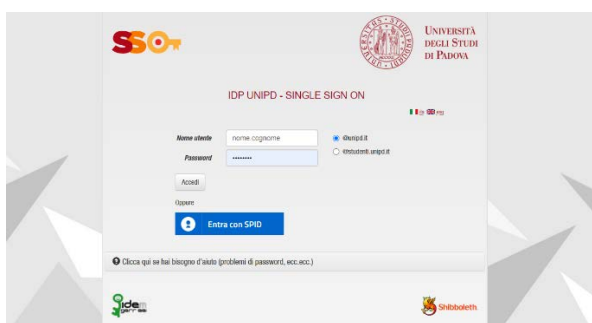 SSO
UNIVERSITÀ
DEGLI STUDI
DI PADOVA
IDP UNIPD - SINGLE SIGN ON
Nome utente
nome.cognome
@unipd.it
Password
@studenti.unipd.it
Accedi
Oppure
Entra con SPID
Clicca qui se hai bisogno d'aiuto (problemi di password, ecc.ecc.)
idem
garr
Shibboleth